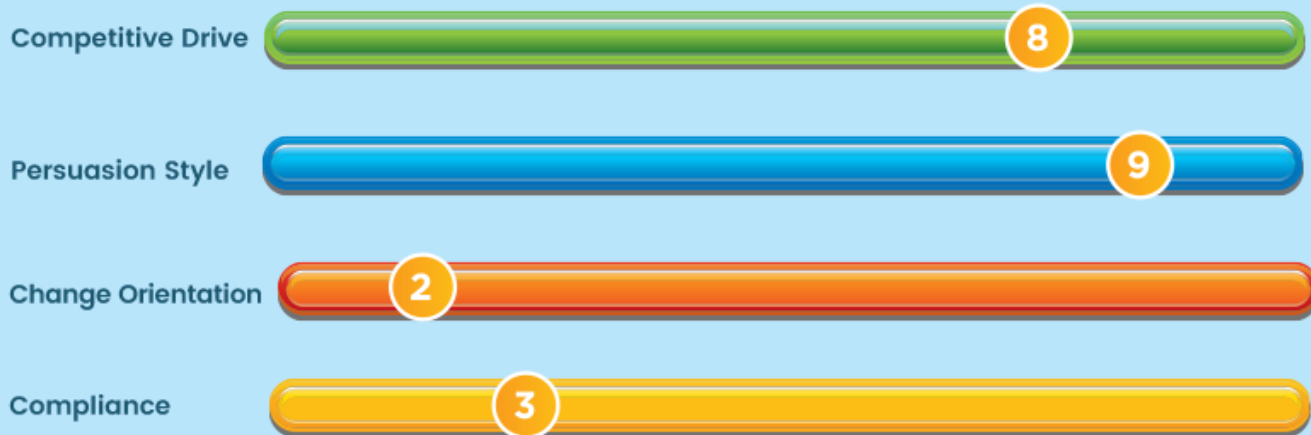 Competitive Drive 8
Persuasion Style 9
Change Orientation 2
Compliance 3